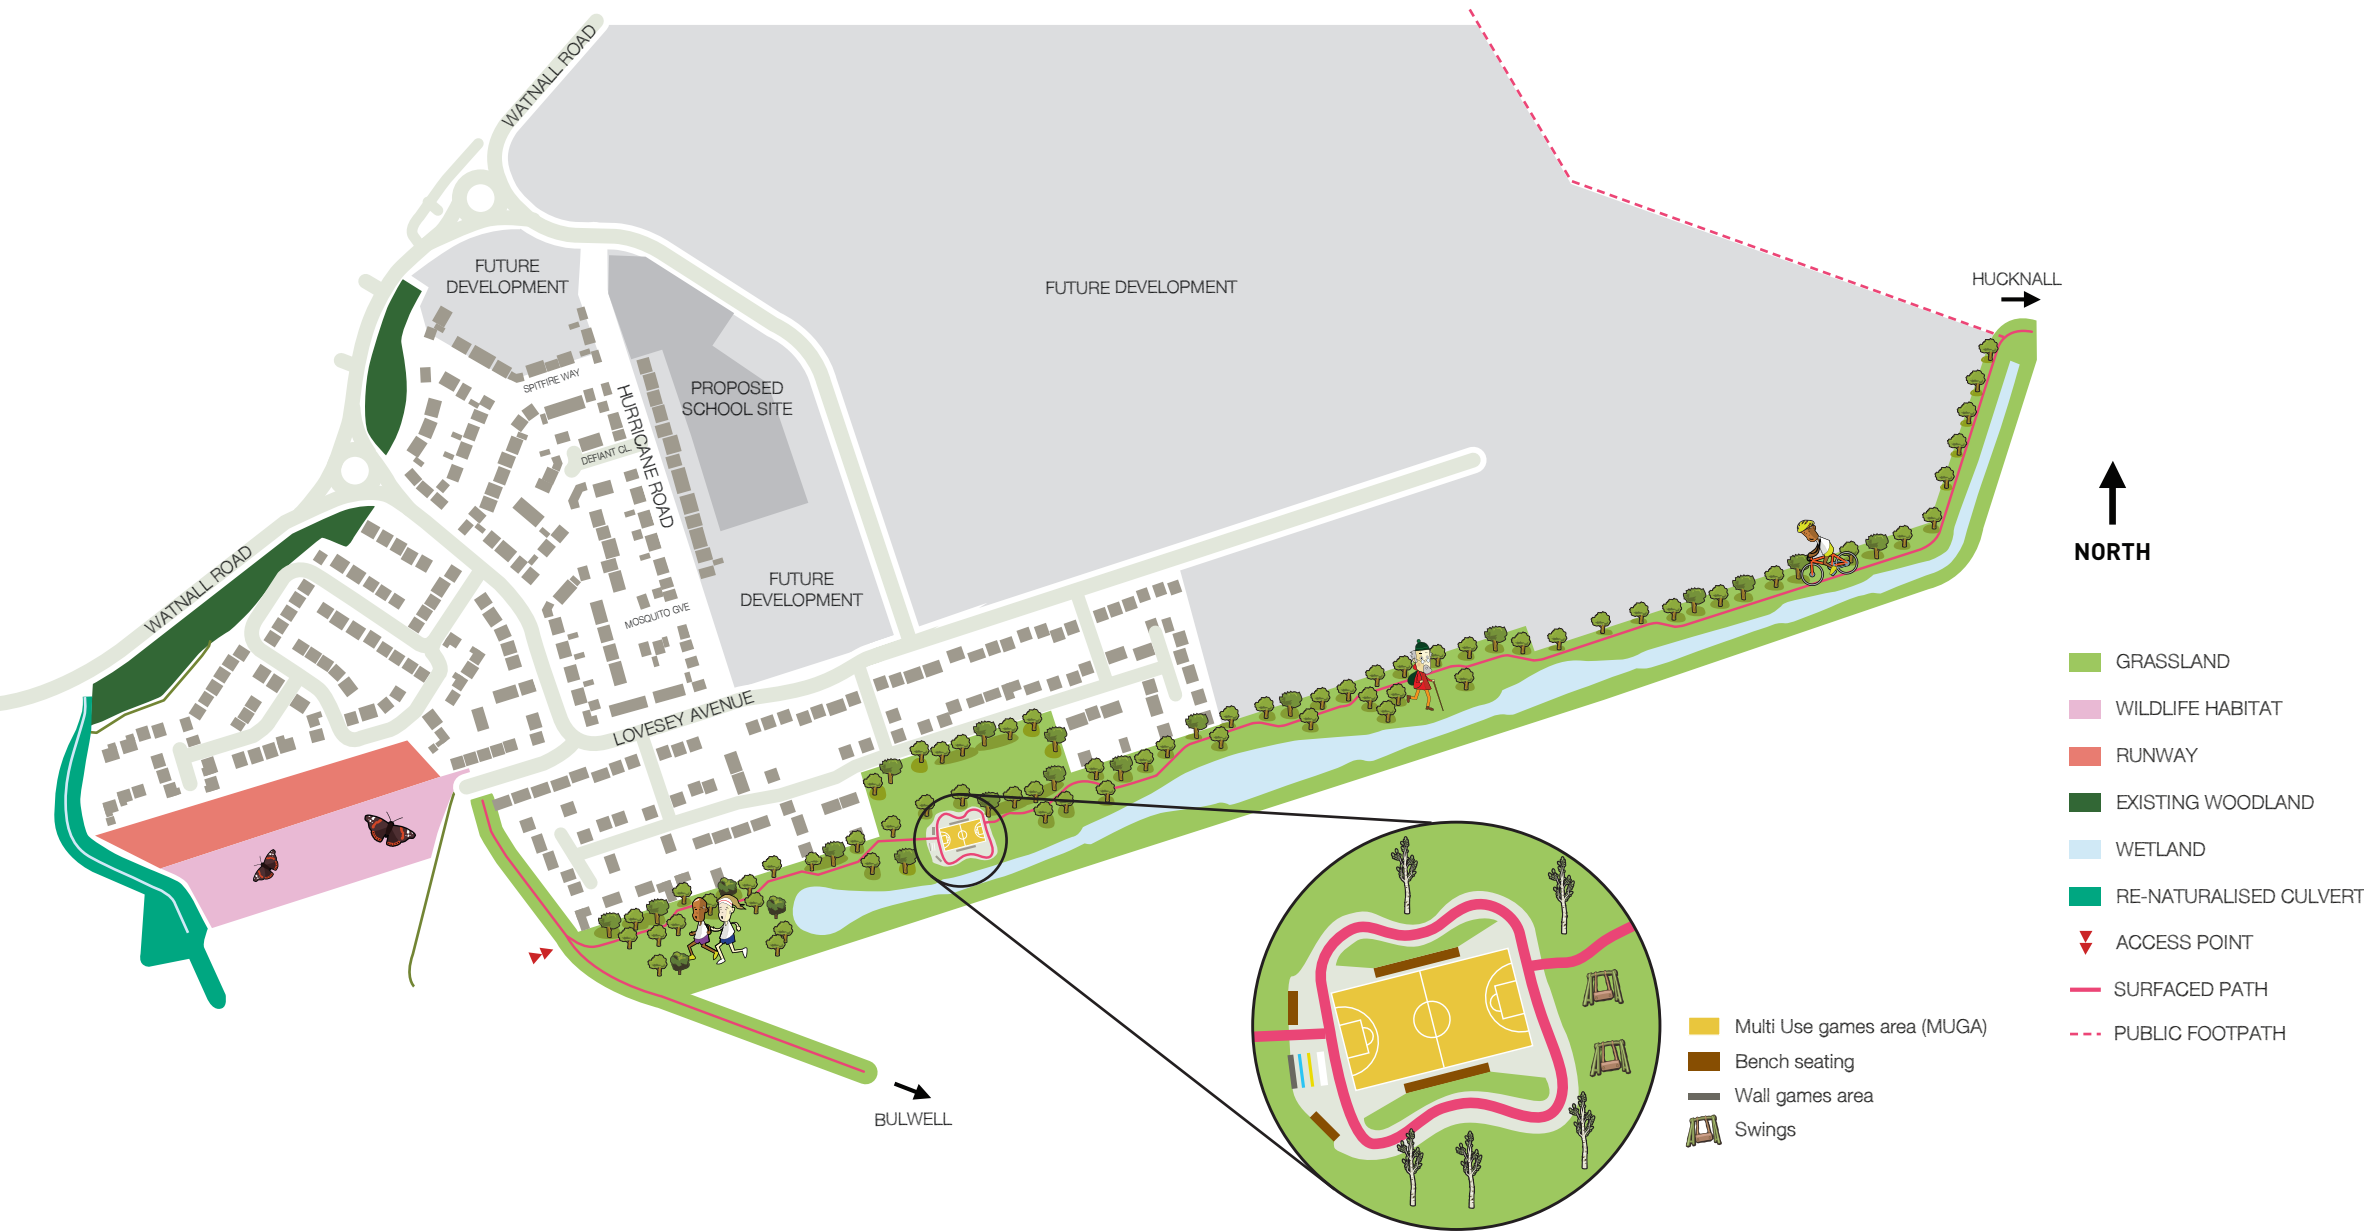 WATNALL ROAD
FUTURE
DEVELOPMENT
FUTURE DEVELOPMENT
HUCKNALL
SPITFIRE WAY
HURRICANE ROAD
PROPOSED
SCHOOL SITE
DEFIANT CL.
WATNALL ROAD
FUTURE
DEVELOPMENT
MOSQUITO GVE
LOVESEY AVENUE
BULWELL
NORTH
GRASSLAND
WILDLIFE HABITAT
RUNWAY
EXISTING WOODLAND
WETLAND
RE-NATURALISED CULVERT
ACCESS POINT
SURFACED PATH
PUBLIC FOOTPATH
Multi Use games area (MUGA)
Bench seating
Wall games area
Swings